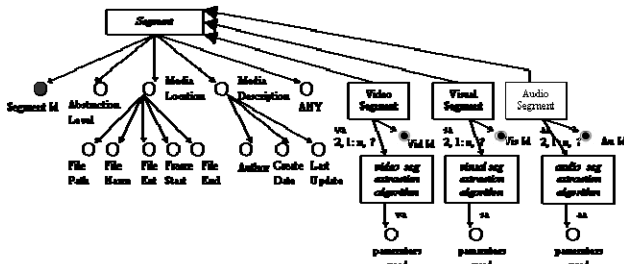 Segment
Segment Id
Abstraction
Level
Media
Location
Media
Description
ANY
Video
Segment
Visual
Segment
Audio
Segment
File
Path
File
Name
File
Ext
Frame
Start
File
End
Author
Create
Date
Last
Update
2, 1: n, ?
Vid Id
2, 1: n, ?
Vis Id
2, 1: n, ?
Au Id
video seg
extraction
algorithm
visual seg
extraction
algorithm
audio seg
extraction
algorithm
parameters
parameters
parameters